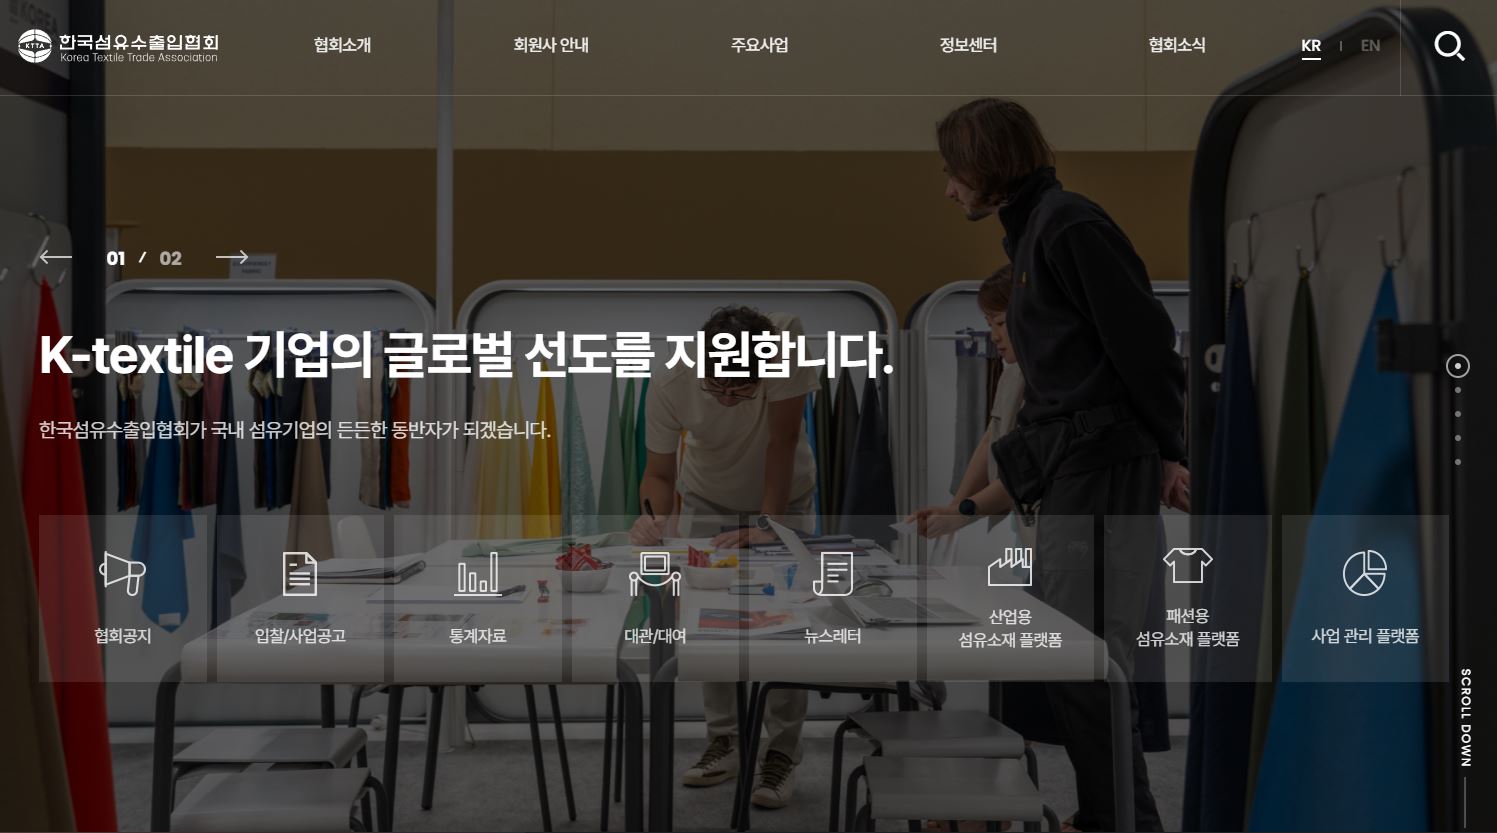 한국섬유수출입협회
KTTA
Korea Textile Trade Association
협회소개
회원사 안내
주요사업
정보센터
협회소식
KR
EN
01 / 02
K-textile 기업의 글로벌 선도를 지원합니다.
한국섬유수출입협회가 국내 섬유기업의 든든한 동반자가 되겠습니다.
협회공지
입찰/사업공고
통계자료
대관/대여
뉴스레터
산업용
섬유소재 플랫폼
패션용
섬유소재 플랫폼
사업 관리 플랫폼
SCROLL DOWN